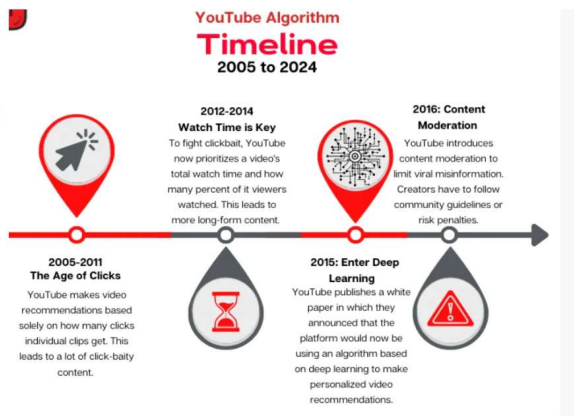 YouTube Algorithm
Timeline
2005 to 2024
2005-2011
The Age of Clicks
YouTube makes video
recommendations based
solely on how many clicks
individual clips get. This
leads to a lot of click-baity
content.
2012-2014
Watch Time is Key
To fight clickbait, YouTube
now prioritizes a video's
total watch time and how
many percent of it viewers
watched. This leads to
more long-form content.
2015: Enter Deep
Learning
YouTube publishes a white
paper in which they
announced that the
platform would now be
using an algorithm based
on deep learning to make
personalized video
recommendations.
2016: Content
Moderation
YouTube introduces
content moderation to
limit viral misinformation.
Creators have to follow
community guidelines or
risk penalties.